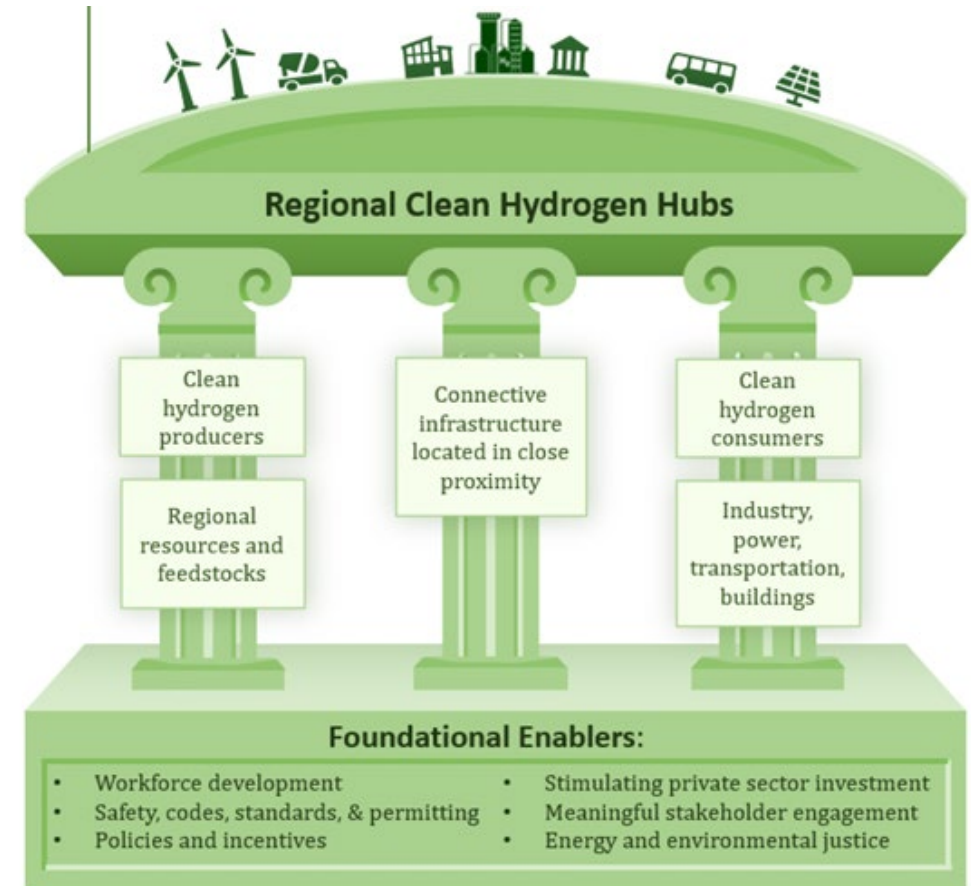 Regional Clean Hydrogen Hubs
Clean
hydrogen
producers
Regional
resources and
feedstocks
Connective
infrastructure
located in close
proximity
Clean
hydrogen
consumers
Industry,
power,
transportation,
buildings
Foundational Enablers:
• Workforce development
• Safety, codes, standards, & permitting
• Policies and incentives
• Stimulating private sector investment
• Meaningful stakeholder engagement
• Energy and environmental justice